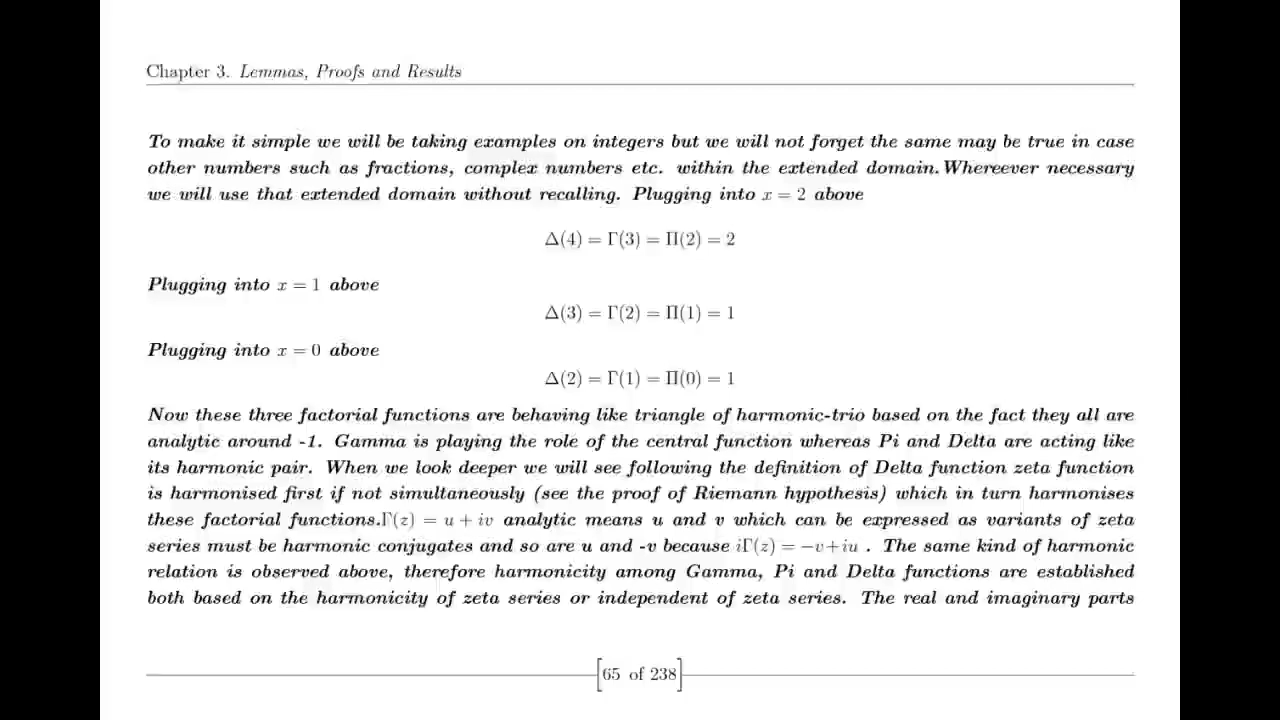 Chapter 3. Lemmas, Proofs and Results
To make it simple we will be taking examples on integers but we will not forget the same may be true in case
other numbers such as fractions, complex numbers etc. within the extended domain.Whereever necessary
we will use that extended domain without recalling. Plugging into x = 2 above
Δ(4) = Γ(3) = Π(2) = 2
Plugging into x = 1 above
Δ(3) = Γ(2) = Π(1) = 1
Plugging into x = 0 above
Δ(2) = Γ(1) = Π(0) = 1
Now these three factorial functions are behaving like triangle of harmonic-trio based on the fact they all are
analytic around -1. Gamma is playing the role of the central function whereas Pi and Delta are acting like
its harmonic pair. When we look deeper we will see following the definition of Delta function zeta function
is harmonised first if not simultaneously (see the proof of Riemann hypothesis) which in turn harmonises
these factorial functions.Γ(z) = u + iv analytic means u and v which can be expressed as variants of zeta
series must be harmonic conjugates and so are u and -v because iΓ(z) = −v+iu . The same kind of harmonic
relation is observed above, therefore harmonicity among Gamma, Pi and Delta functions are established
both based on the harmonicity of zeta series or independent of zeta series. The real and imaginary parts
[65 of 238]